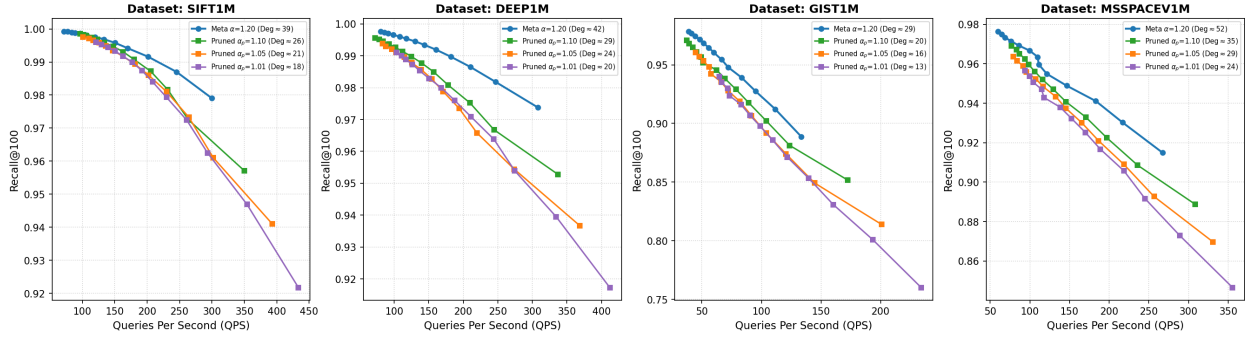 Dataset: SIFT1M
Meta α=1.20 (Deg≈39)
Pruned αp=1.10 (Deg≈26)
Pruned αp=1.05 (Deg≈21)
Pruned αp=1.01 (Deg≈18)
Recall@100
1.00
0.99
0.98
0.97
0.96
0.95
0.94
0.93
0.92
100 150 200 250 300 350 400 450
Queries Per Second (QPS)
Dataset: DEEP1M
Meta α=1.20 (Deg≈42)
Pruned αp=1.10 (Deg≈29)
Pruned αp=1.05 (Deg≈24)
Pruned αp=1.01 (Deg≈20)
Recall@100
1.00
0.99
0.98
0.97
0.96
0.95
0.94
0.93
0.92
100 150 200 250 300 350 400
Queries Per Second (QPS)
Dataset: GIST1M
Meta α=1.20 (Deg≈29)
Pruned αp=1.10 (Deg≈20)
Pruned αp=1.05 (Deg≈16)
Pruned αp=1.01 (Deg≈13)
Recall@100
0.95
0.90
0.85
0.80
0.75
50 100 150 200
Queries Per Second (QPS)
Dataset: MSSPACEV1M
Meta α=1.20 (Deg≈52)
Pruned αp=1.10 (Deg≈35)
Pruned αp=1.05 (Deg≈29)
Pruned αp=1.01 (Deg≈24)
Recall@100
0.98
0.96
0.94
0.92
0.90
0.88
0.86
50 100 150 200 250 300 350
Queries Per Second (QPS)